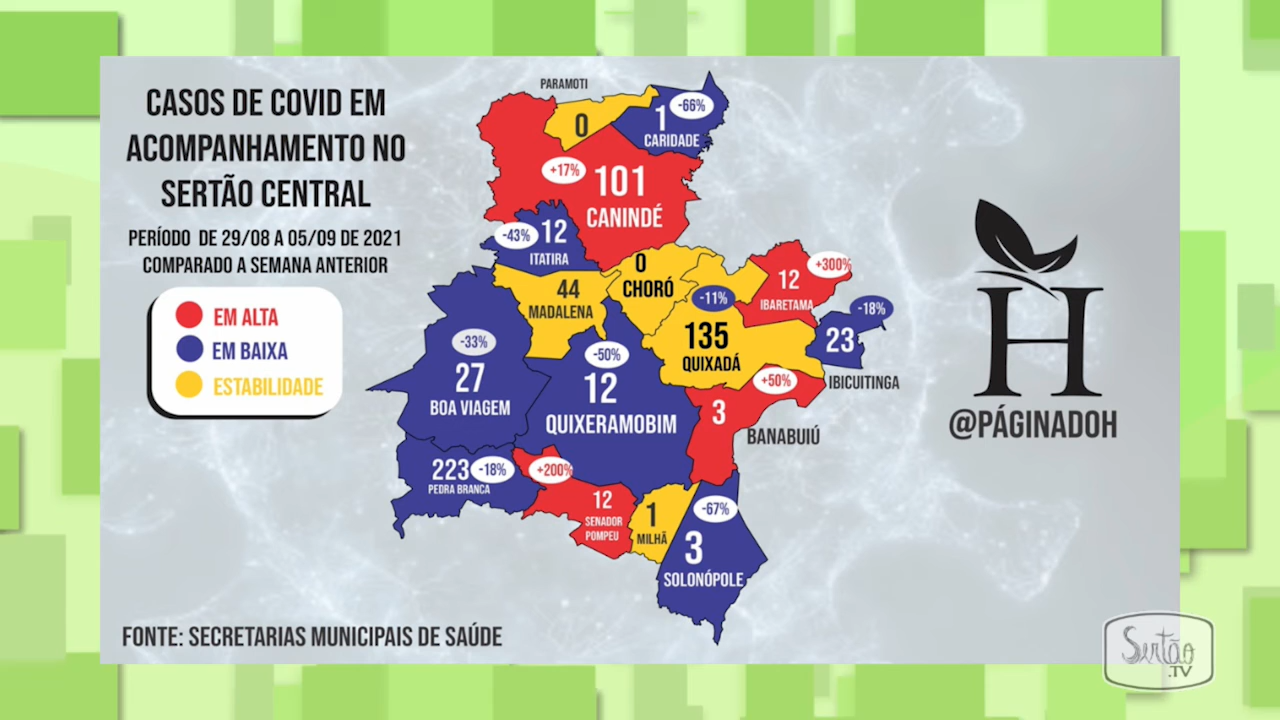 CASOS DE COVID EM
ACOMPANHAMENTO NO
SERTÃO CENTRAL
PERÍODO DE 29/08 A 05/09 DE 2021
COMPARADO A SEMANA ANTERIOR
EM ALTA
EM BAIXA
ESTABILIDADE
PARAMOTI
0
1
-66%
CARIDADE
+17%
101
CANINDÉ
-43%
12
ITATIRA
0
CHORÓ
44
MADALENA
12
+300%
IBARETAMA
-11%
135
QUIXADÁ
-18%
23
IBICUITINGA
-33%
27
BOA VIAGEM
-50%
12
QUIXERAMOBIM
+50%
3
BANABUIÚ
223
-18%
PEDRA BRANCA
+200%
12
SENADOR
POMPEU
1
MILHÃ
-67%
3
SOLONÓPOLE
H
@PÁGINADOH
FONTE: SECRETARIAS MUNICIPAIS DE SAÚDE
Sertão
.TV